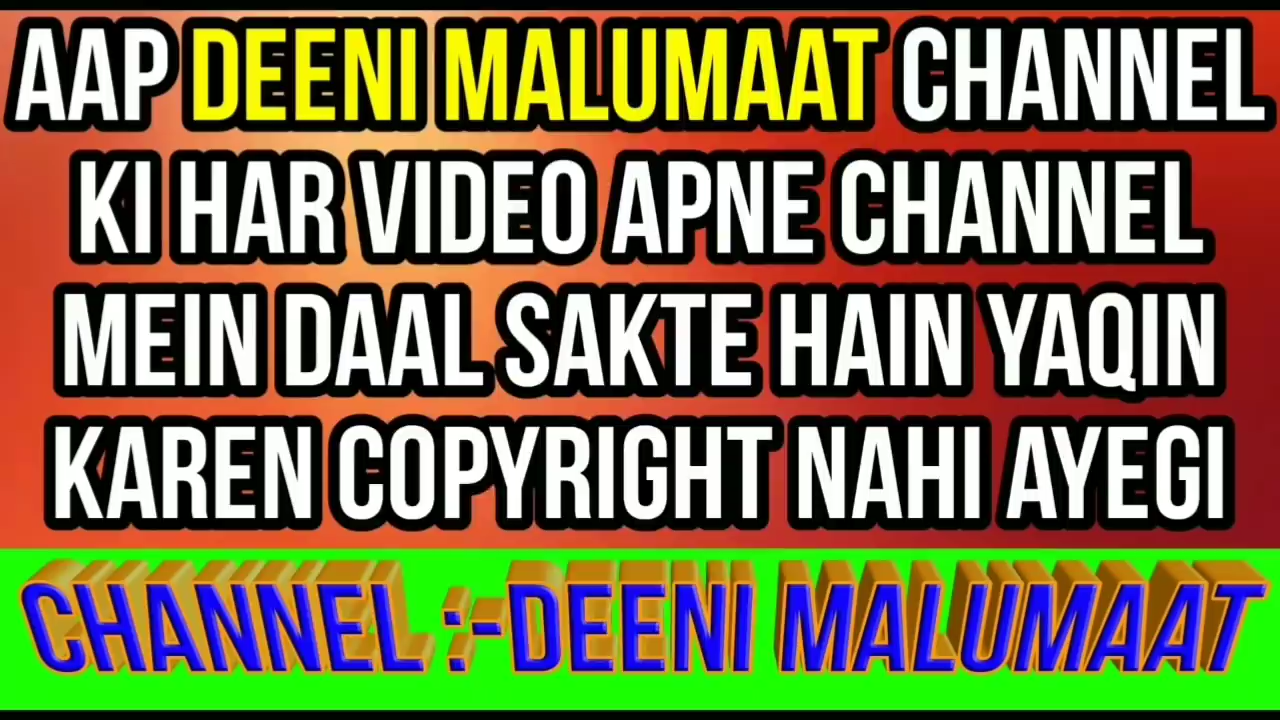 AAP DEENI MALUMAAT CHANNEL
KI HAR VIDEO APNE CHANNEL
MEIN DAAL SAKTE HAIN YAQIN
KAREN COPYRIGHT NAHI AYEGI
CHANNEL :-DEENI MALUMAAT